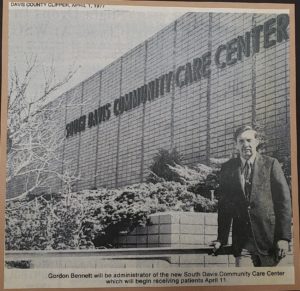 DAVIS COUNTY CLIPPER, APRIL 1, 1977
SOUTH DAVIS COMMUNITY CARE CENTER
Gordon Bennett will be administrator of the new South Davis Community Care Center
which will begin receiving patients April 11.